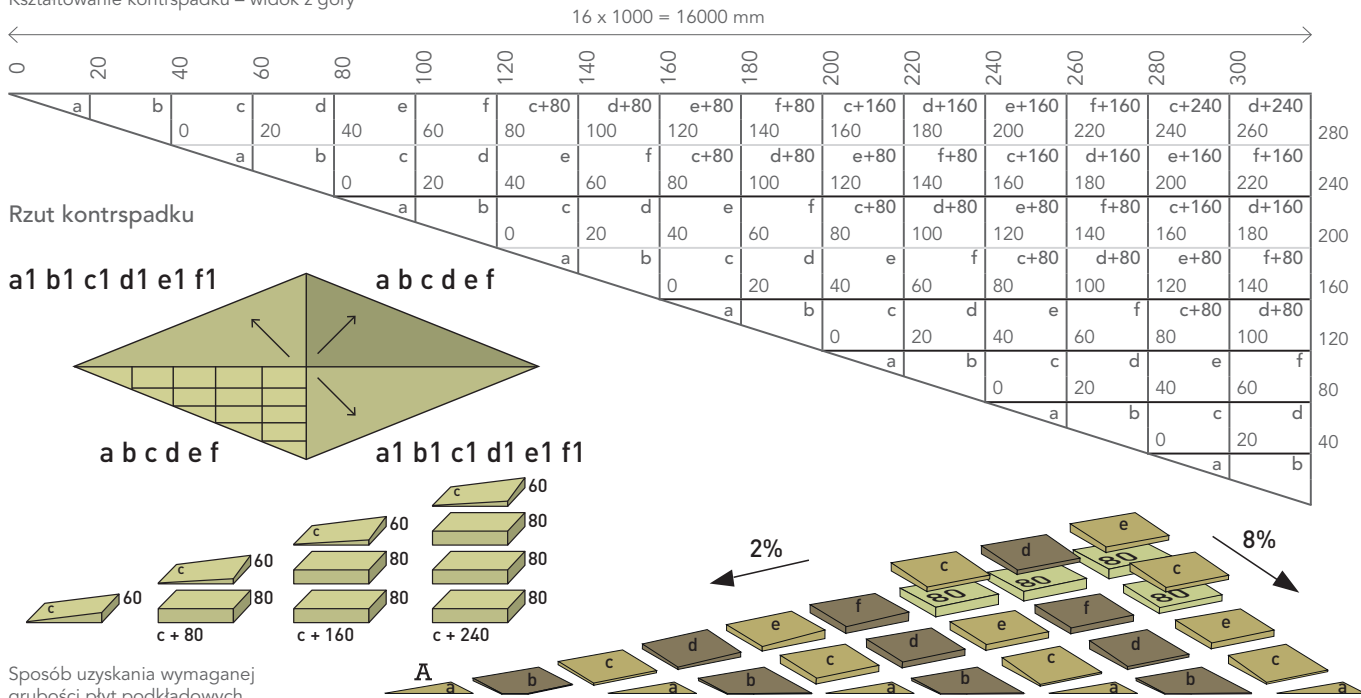 Kształtowanie kontrspadku – widok z góry
16 x 1000 = 16000 mm
0 20 40 60 80 100 120 140 160 180 200 220 240 260 280 300
a b c d e f c+80 d+80 e+80 f+80 c+160 d+160 e+160 f+160 c+240 d+240
0 20 40 60 80 100 120 140 160 180 200 220 240 260 280
a b c d e f c+80 d+80 e+80 f+80 c+160 d+160 e+160 f+160
0 20 40 60 80 100 120 140 160 180 200 220 240
Rzut kontrspadku
a b c d e f c+80 d+80 e+80 f+80 c+160 d+160
0 20 40 60 80 100 120 140 160 180 200
a b c d e f c+80 d+80 e+80 f+80
0 20 40 60 80 100 120 140 160
a b c d e f c+80 d+80
0 20 40 60 80 100 120
a b c d e f
0 20 40 60 80
a b c d
0 20 40
a b
a1 b1 c1 d1 e1 f1 a b c d e f
a b c d e f a1 b1 c1 d1 e1 f1
c 60
c 60 80
c + 80
c 60 80 80
c + 160
c 60 80 80 80
c + 240
2% 8%
e
d 80
c 80 c
80 80
f f
e e e
d d d
c c c c
A
a b a b a b a
Sposób uzyskania wymaganej
grubości płyt podkładowych